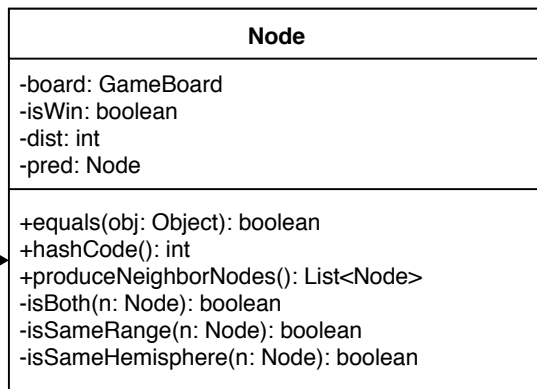 Node
-board: GameBoard
-isWin: boolean
-dist: int
-pred: Node
+equals(obj: Object): boolean
+hashCode(): int
+produceNeighborNodes(): List<Node>
-isBoth(n: Node): boolean
-isSameRange(n: Node): boolean
-isSameHemisphere(n: Node): boolean